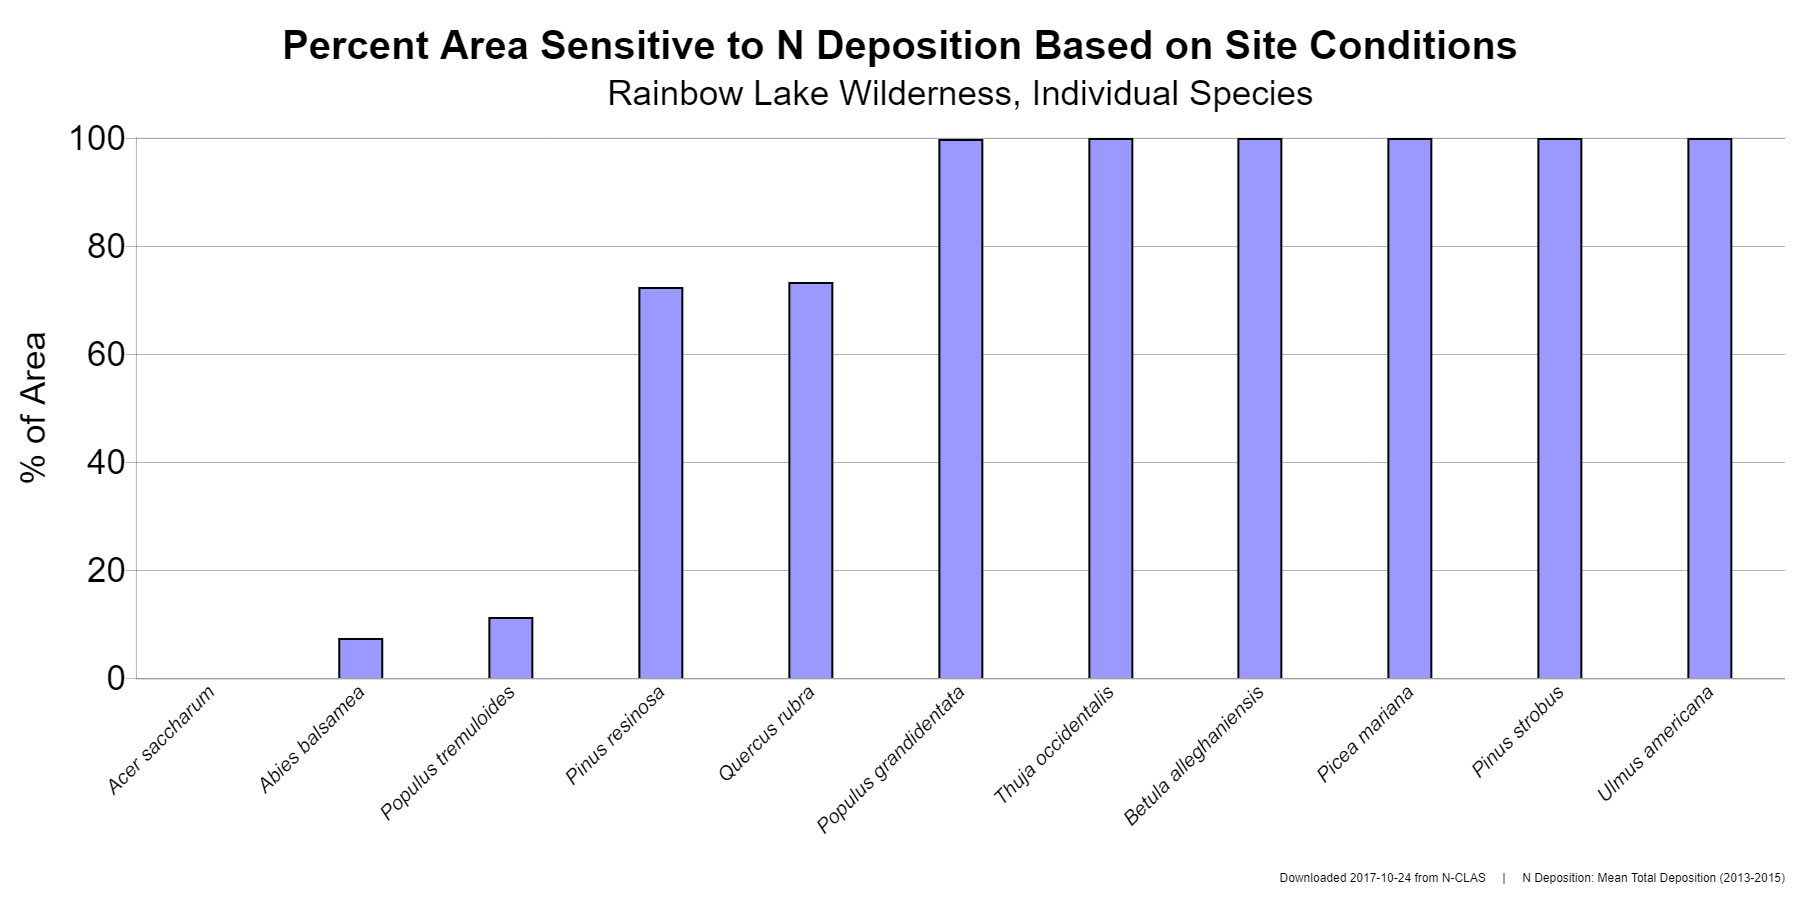 Percent Area Sensitive to N Deposition Based on Site Conditions
Rainbow Lake Wilderness, Individual Species
% of Area
100
80
60
40
20
0
Acer saccharum
Abies balsamea
Populus tremuloides
Pinus resinosa
Quercus rubra
Populus grandidentata
Thuja occidentalis
Betula alleghaniensis
Picea mariana
Pinus strobus
Ulmus americana
Downloaded 2017-10-24 from N-CLAS | N Deposition: Mean Total Deposition (2013-2015)